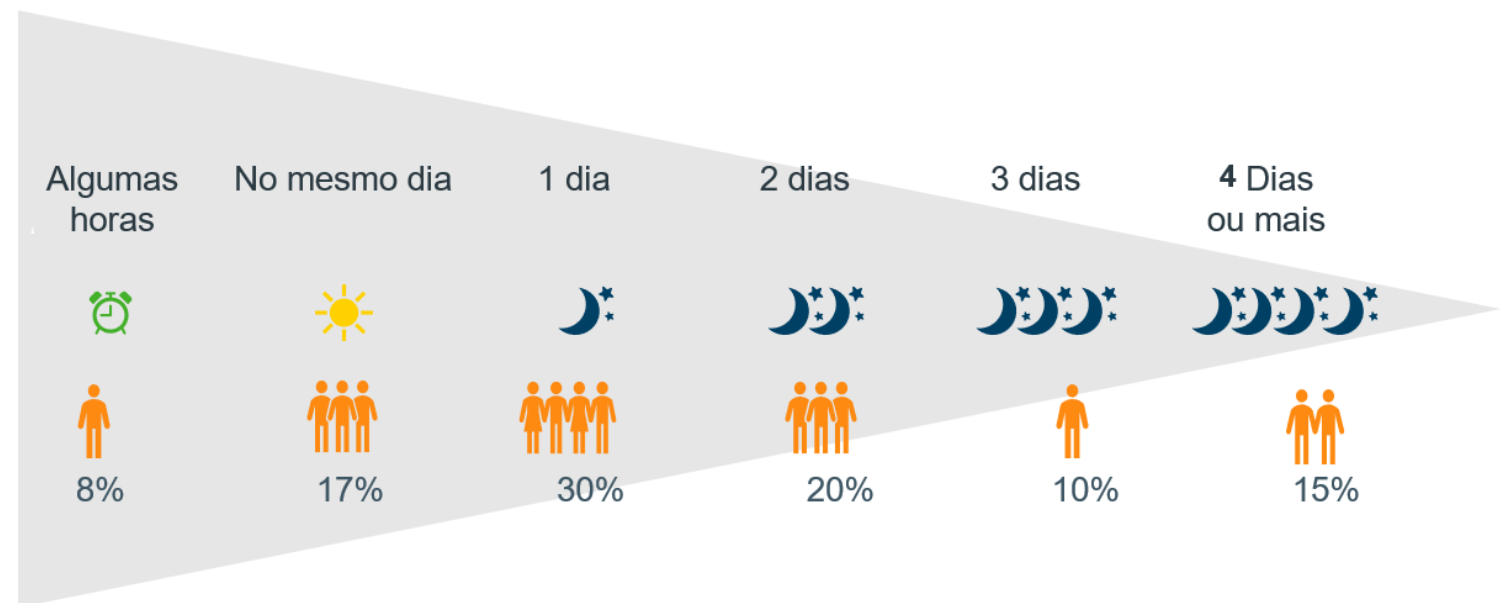 Algumas
horas
No mesmo dia
1 dia
2 dias
3 dias
4 Dias
ou mais
8%
17%
30%
20%
10%
15%